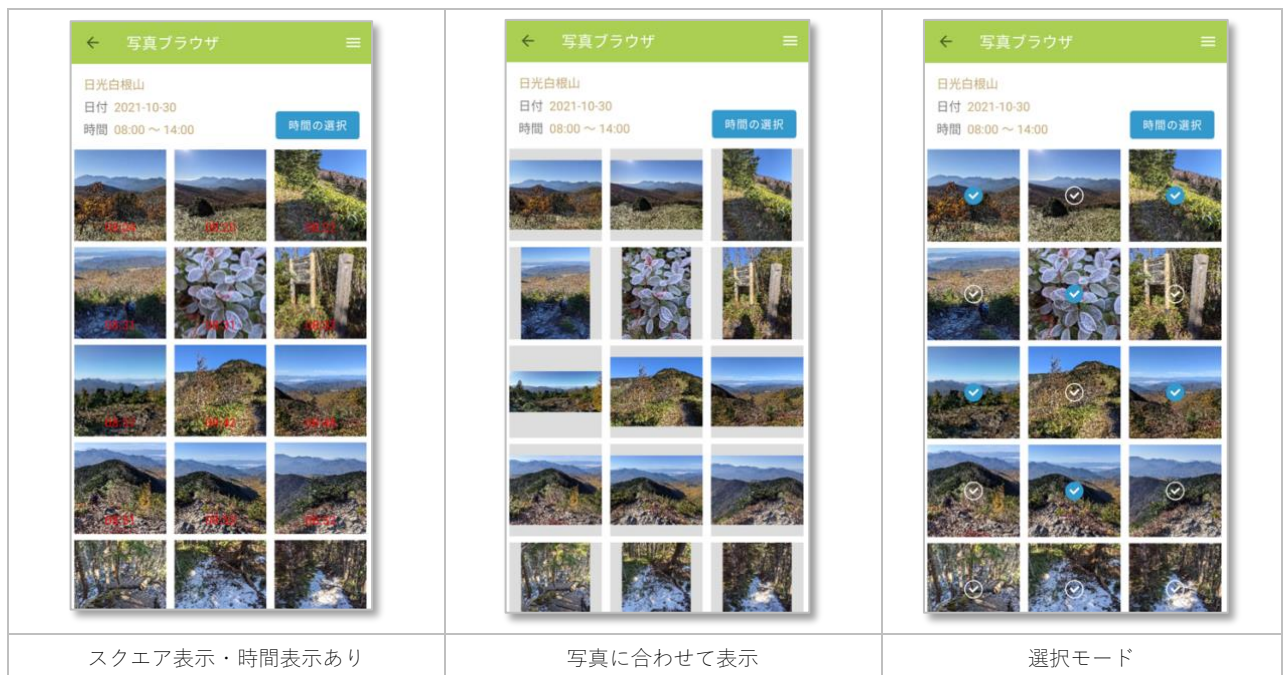 写真ブラウザ
日光白根山
日付 2021-10-30
時間 08:00 ～ 14:00
時間の選択
写真ブラウザ
日光白根山
日付 2021-10-30
時間 08:00 ～ 14:00
時間の選択
写真ブラウザ
日光白根山
日付 2021-10-30
時間 08:00 ～ 14:00
時間の選択
スクエア表示・時間表示あり
写真に合わせて表示
選択モード